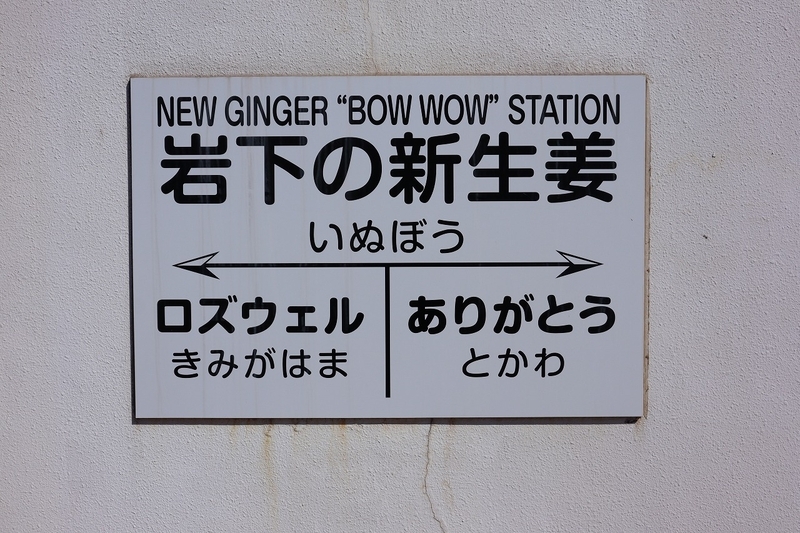 NEW GINGER “BOW WOW” STATION
岩下の新生姜
いぬぼう
ロズウェル
きみがはま
ありがとう
とかわ